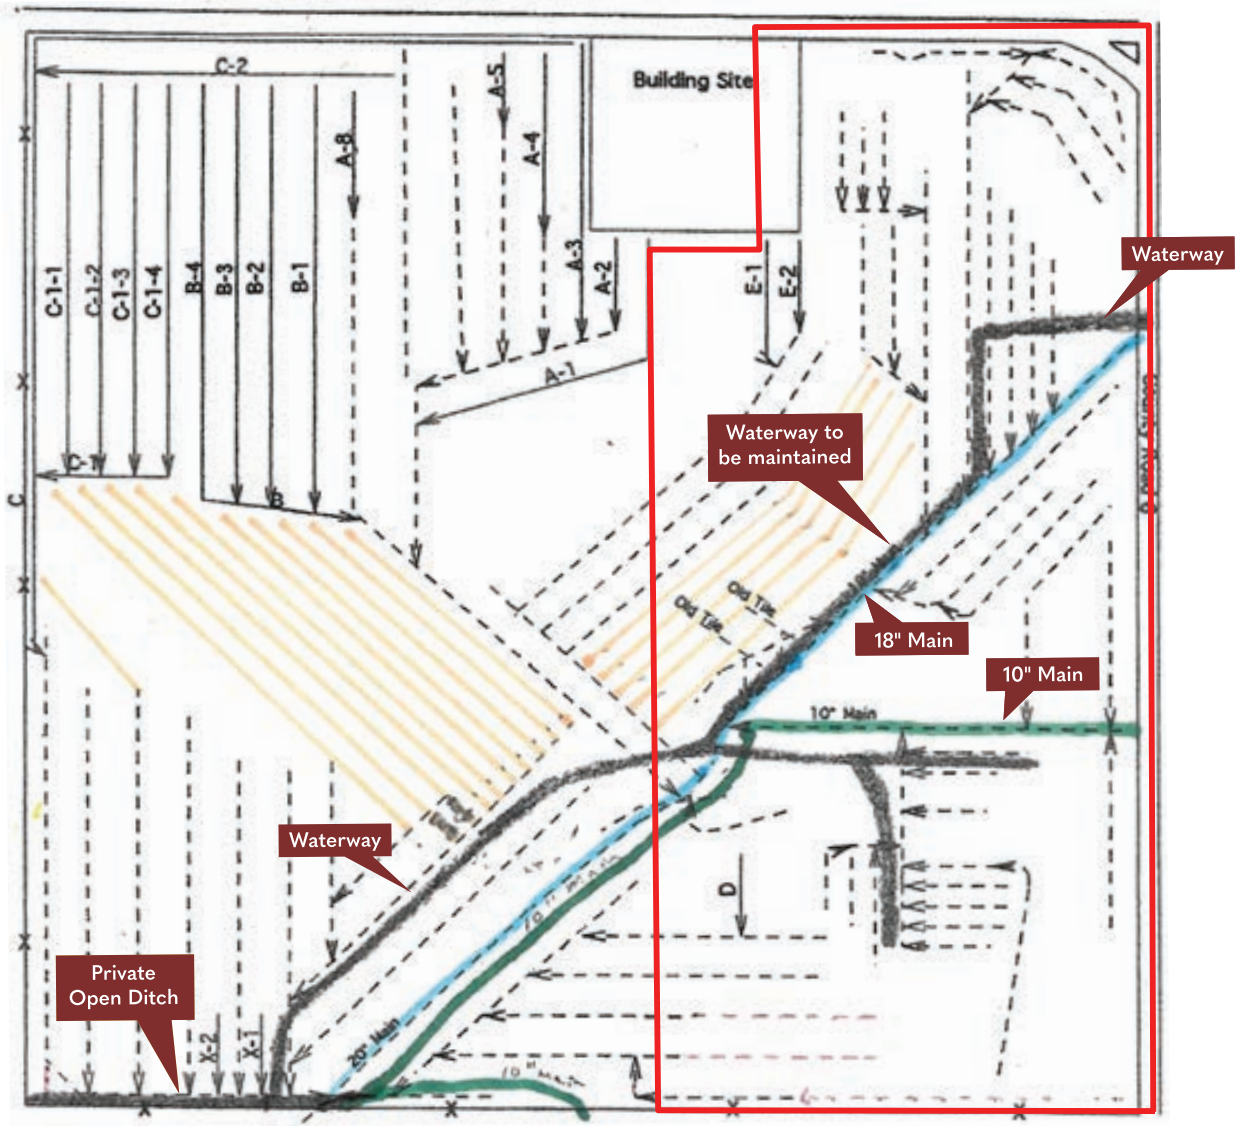 C-2
Building Site
A-5
A-4
A-8
A-3
A-2
C-1-1
C-1-2
C-1-3
C-1-4
B-4
B-3
B-2
B-1
E-1
E-2
Waterway
A-1
Waterway to
be maintained
C-1
B
C
Old Tile
Old Tile
18" Main
10" Main
10" Main
Waterway
D
10" Main
Private
Open Ditch
X-2
X-1
20" Main
10" Main